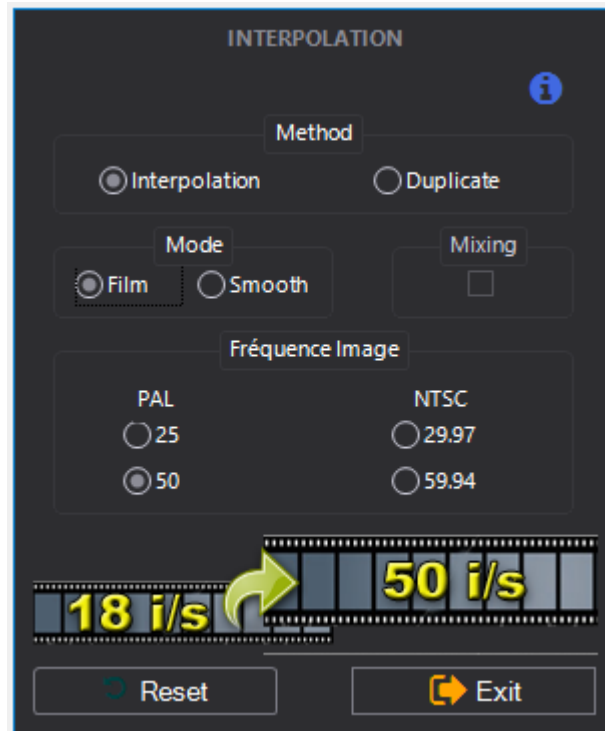 INTERPOLATION
Method
Interpolation Duplicate
Mode Mixing
Film Smooth
Fréquence Image
PAL NTSC
25 29.97
50 59.94
18 i/s 50 i/s
Reset Exit